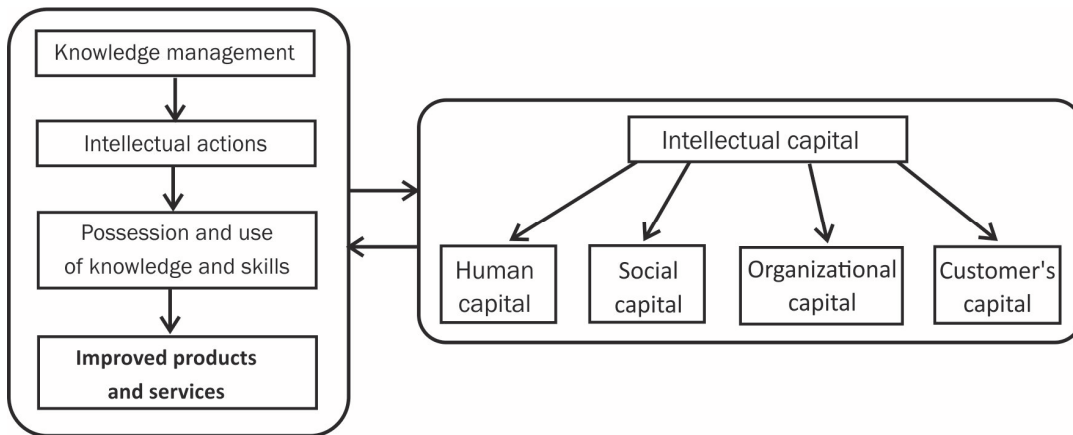 Knowledge management
Intellectual actions
Possession and use
of knowledge and skills
Improved products
and services
Intellectual capital
Human
capital
Social
capital
Organizational
capital
Customer's
capital